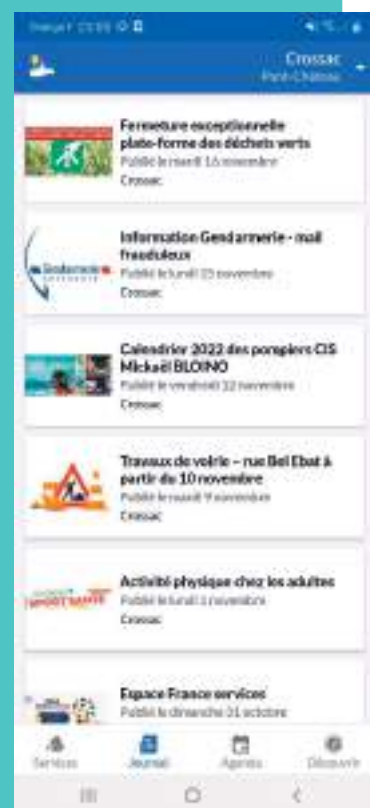 Crossac
Pont-Château
Fermeture exceptionnelle
plate-forme des déchets verts
Publié le mardi 16 novembre
Crossac
Information Gendarmerie - mail
frauduleux
Publié le lundi 15 novembre
Crossac
Gendarmerie
Calendrier 2022 des pompiers CIS
Mickaël BLOINO
Publié le vendredi 12 novembre
Crossac
Travaux de voirie – rue Bel Ebat à
partir du 10 novembre
Publié le mardi 9 novembre
Crossac
Activité physique chez les adultes
Publié le lundi 1 novembre
Crossac
SPORT SANTÉ
Espace France services
Publié le dimanche 31 octobre
Services
Journal
Agenda
Découvrir